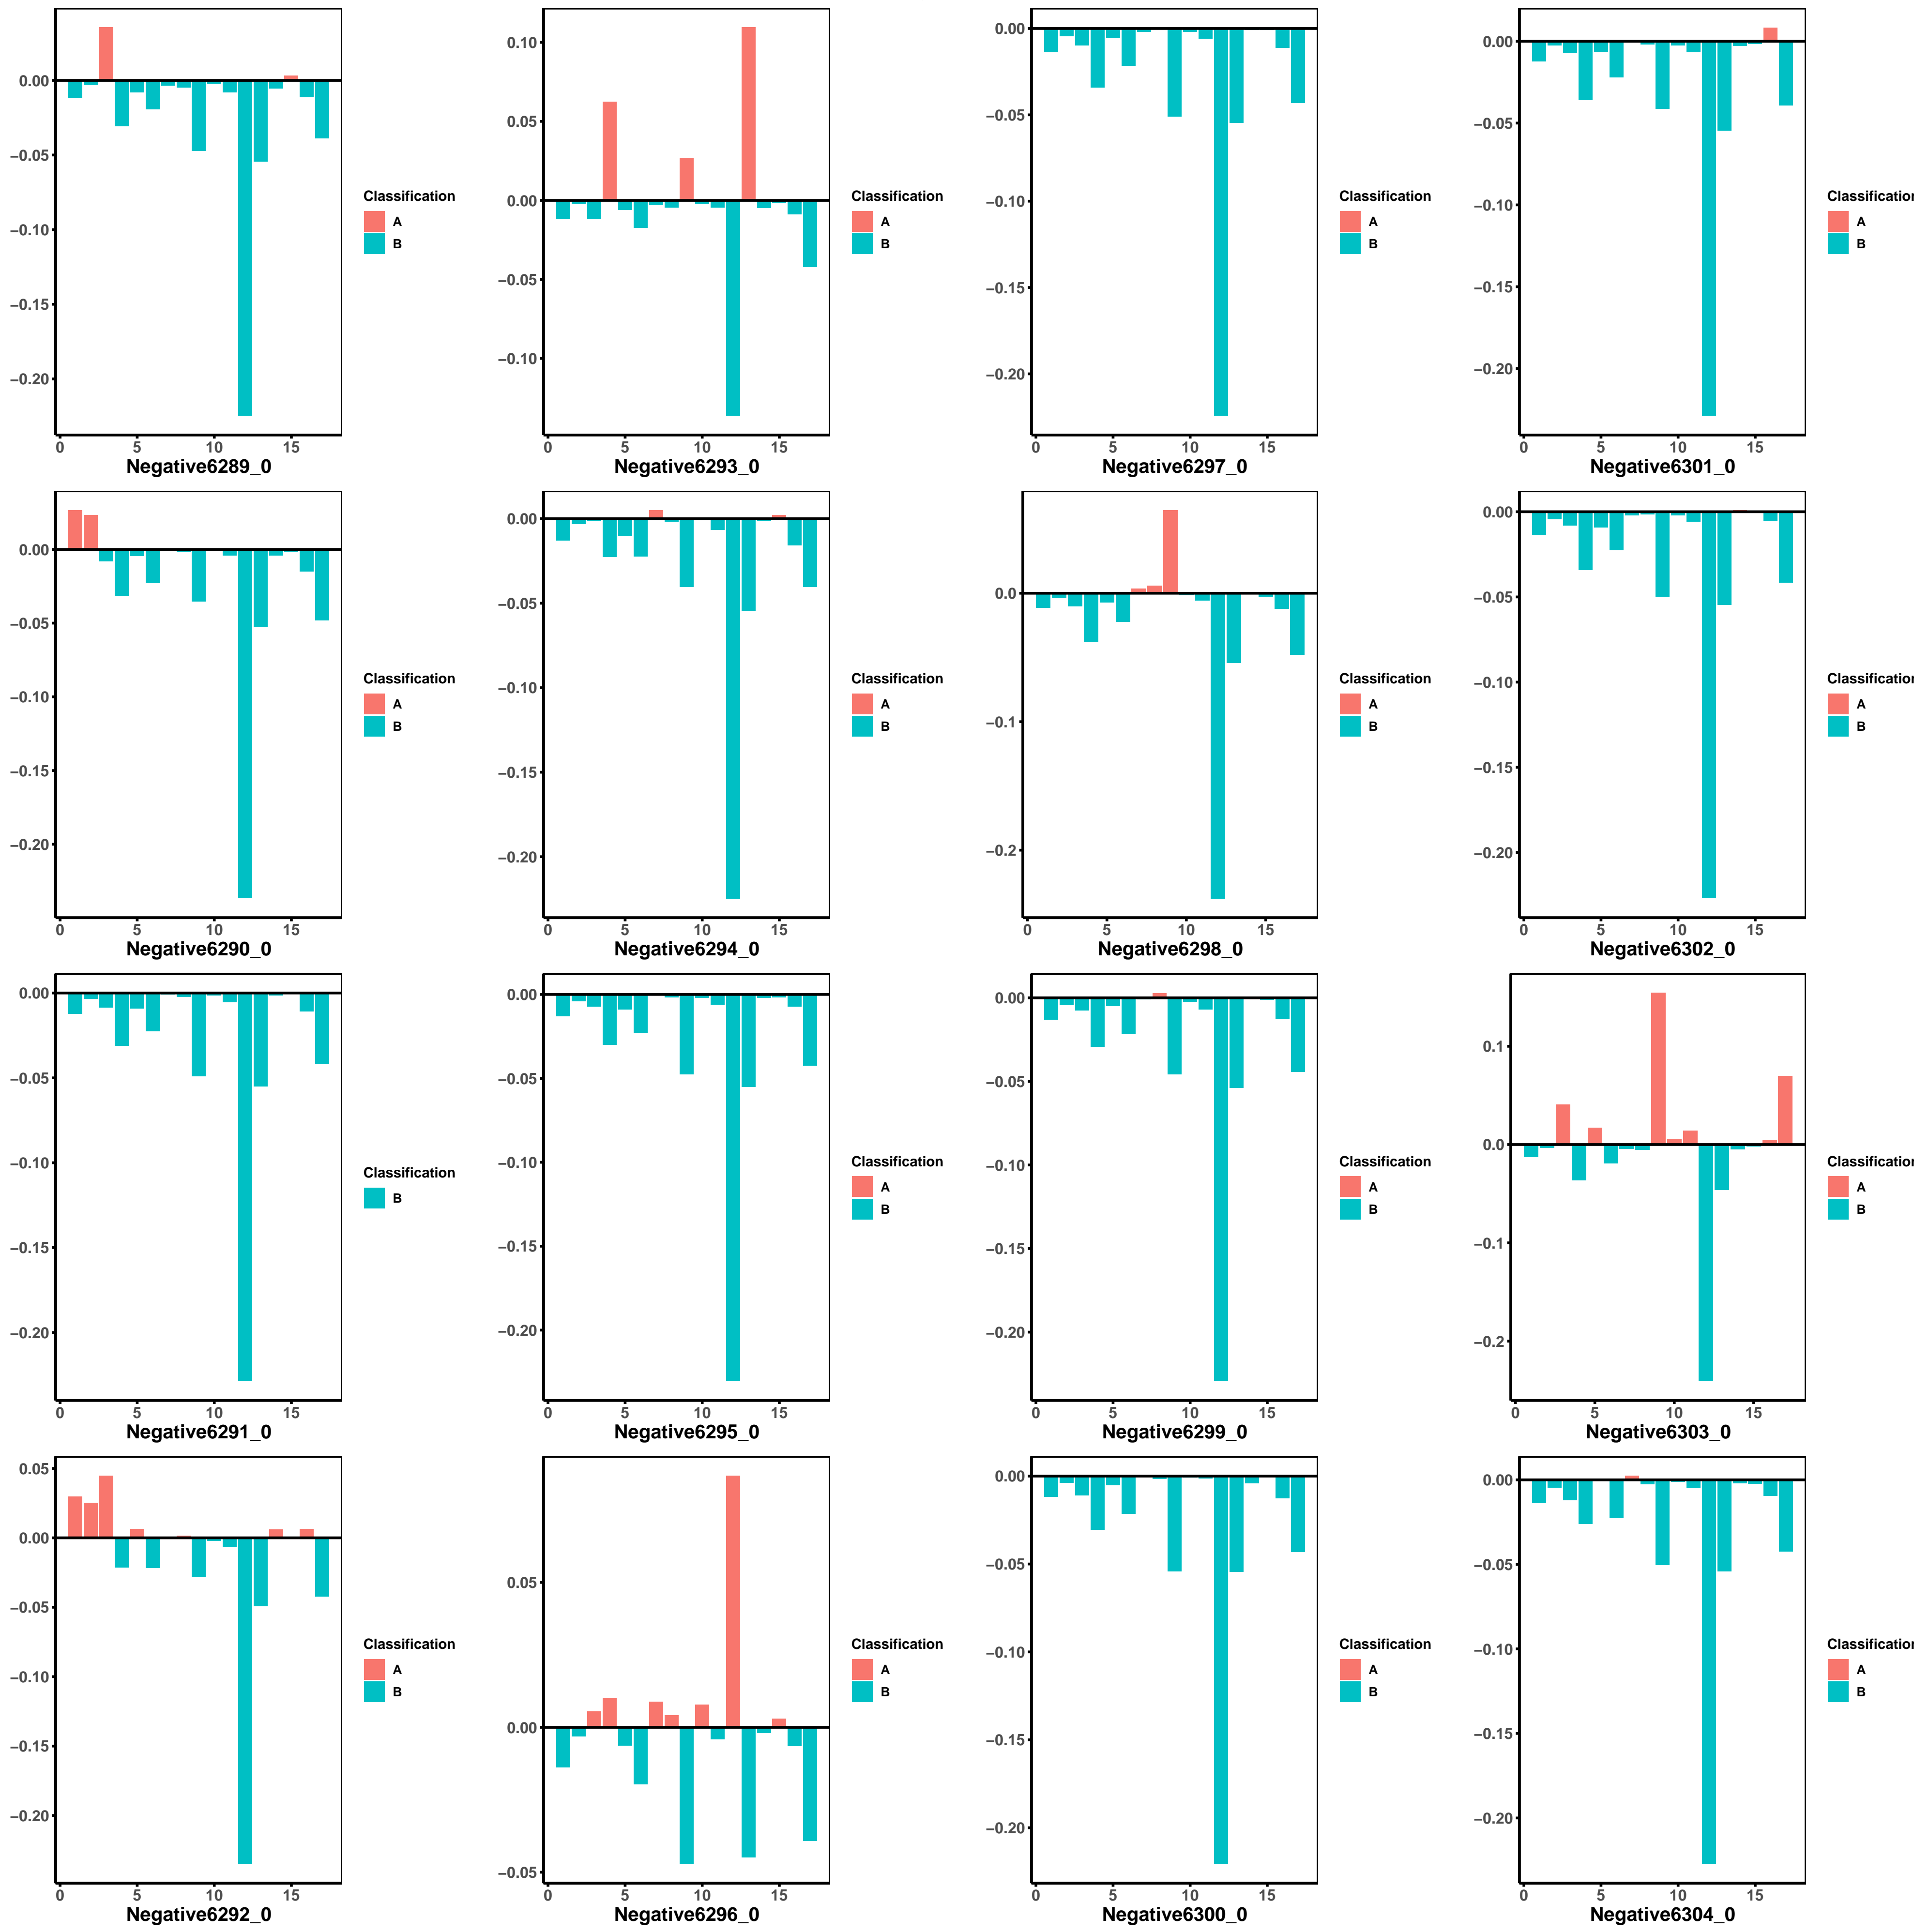 0.00
−0.05
−0.10
−0.15
−0.20
0 5 10 15
Negative6289_0
Classification
A
B
0.10
0.05
0.00
−0.05
−0.10
0 5 10 15
Negative6293_0
Classification
A
B
0.00
−0.05
−0.10
−0.15
−0.20
0 5 10 15
Negative6297_0
Classification
A
B
0.00
−0.05
−0.10
−0.15
−0.20
0 5 10 15
Negative6301_0
Classification
A
B
0.00
−0.05
−0.10
−0.15
−0.20
0 5 10 15
Negative6290_0
Classification
A
B
0.00
−0.05
−0.10
−0.15
−0.20
0 5 10 15
Negative6294_0
Classification
A
B
0.0
−0.1
−0.2
0 5 10 15
Negative6298_0
Classification
A
B
0.00
−0.05
−0.10
−0.15
−0.20
0 5 10 15
Negative6302_0
Classification
A
B
0.00
−0.05
−0.10
−0.15
−0.20
0 5 10 15
Negative6291_0
Classification
B
0.00
−0.05
−0.10
−0.15
−0.20
0 5 10 15
Negative6295_0
Classification
A
B
0.00
−0.05
−0.10
−0.15
−0.20
0 5 10 15
Negative6299_0
Classification
A
B
0.1
0.0
−0.1
−0.2
0 5 10 15
Negative6303_0
Classification
A
B
0.05
0.00
−0.05
−0.10
−0.15
−0.20
0 5 10 15
Negative6292_0
Classification
A
B
0.05
0.00
−0.05
0 5 10 15
Negative6296_0
Classification
A
B
0.00
−0.05
−0.10
−0.15
−0.20
0 5 10 15
Negative6300_0
Classification
A
B
0.00
−0.05
−0.10
−0.15
−0.20
0 5 10 15
Negative6304_0
Classification
A
B